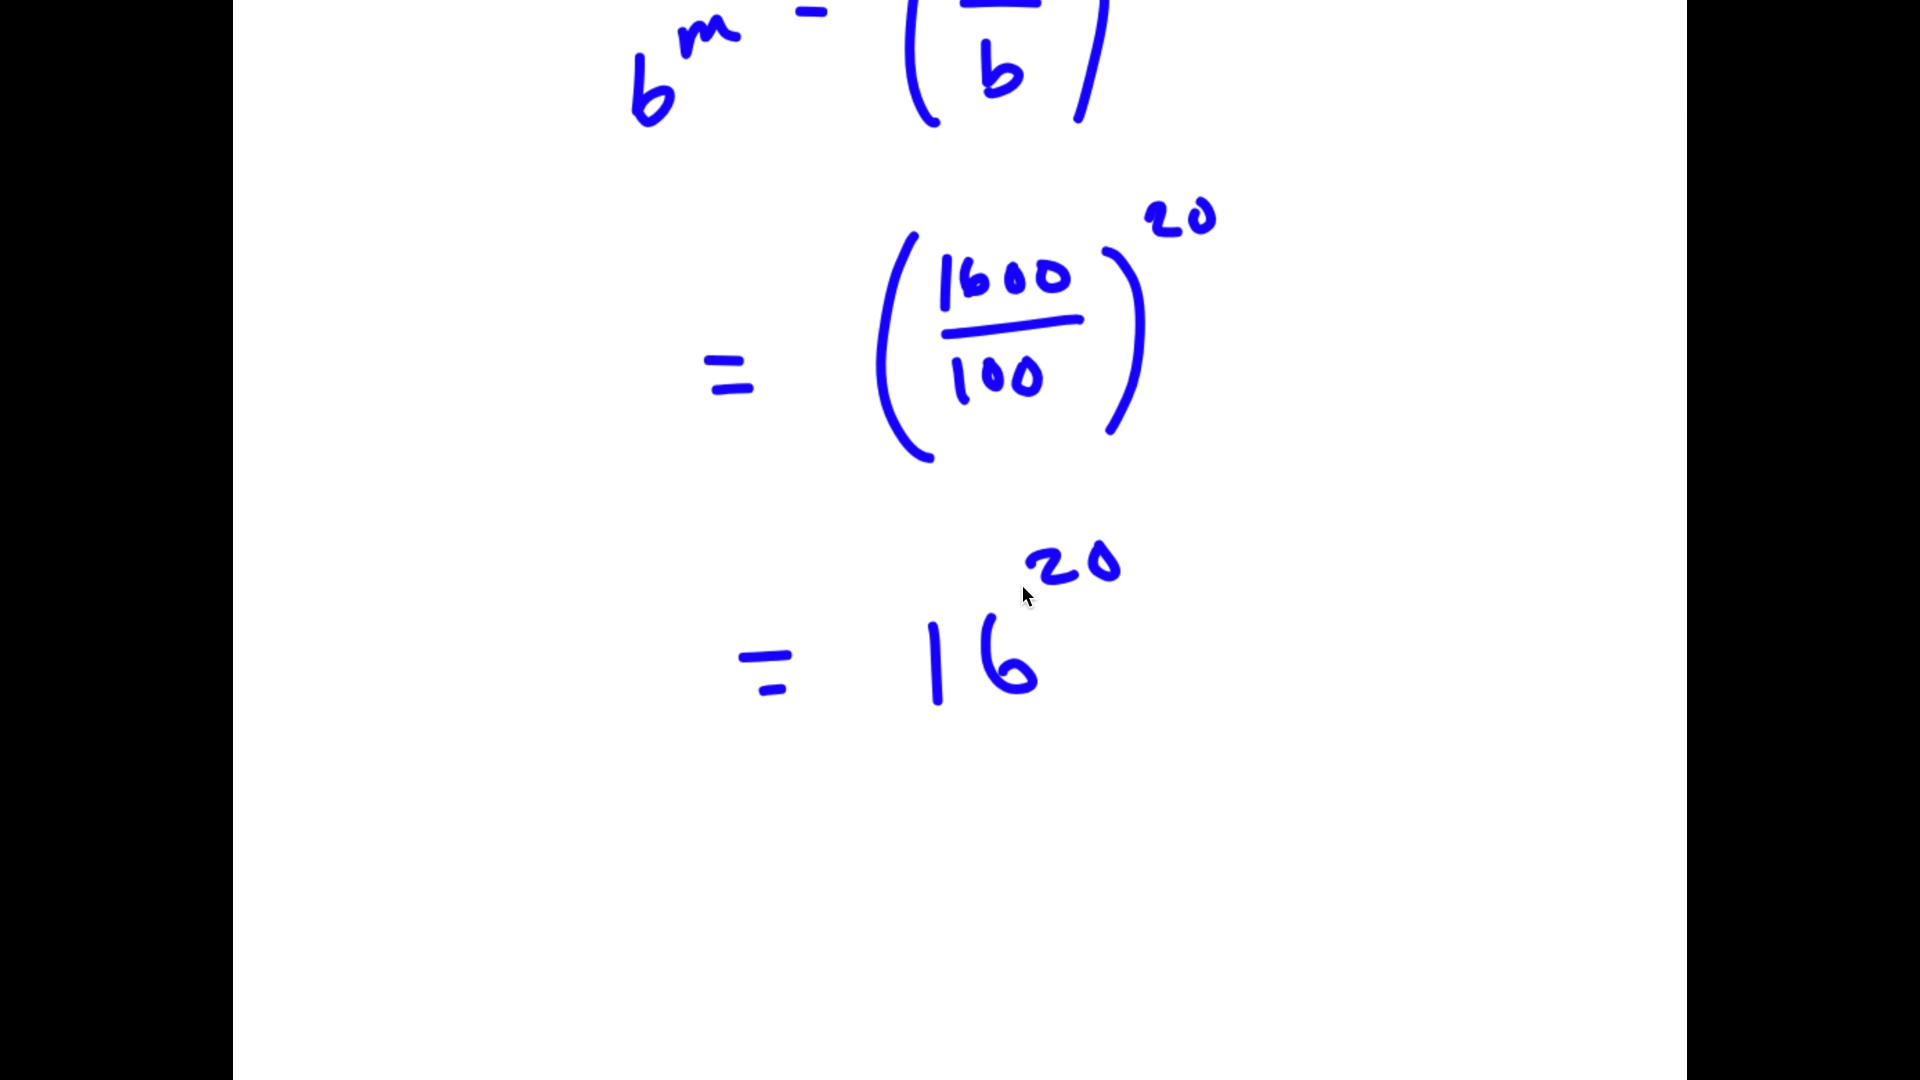 b^m = ( / b )
= (1600/100)^20
= 16^20